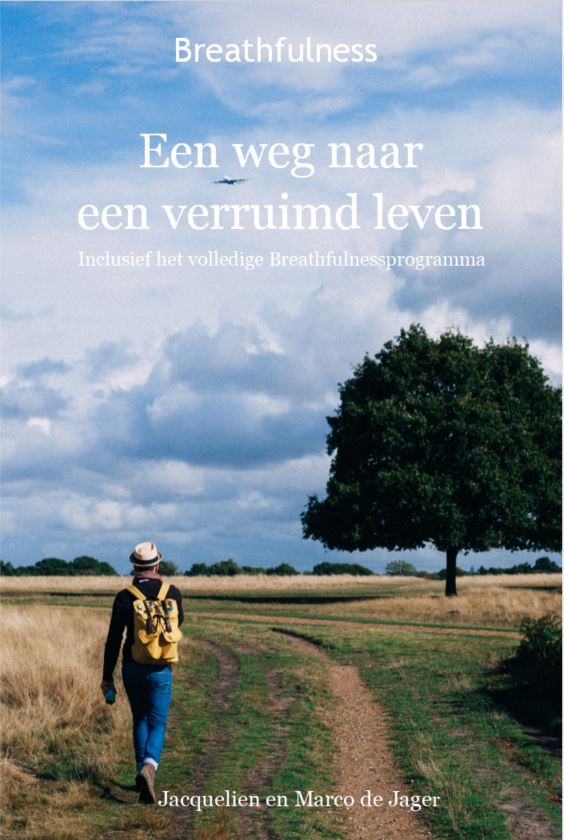 Breathfulness
Een weg naar
een verruimd leven
Inclusief het volledige Breathfulnessprogramma
Jacquelien en Marco de Jager